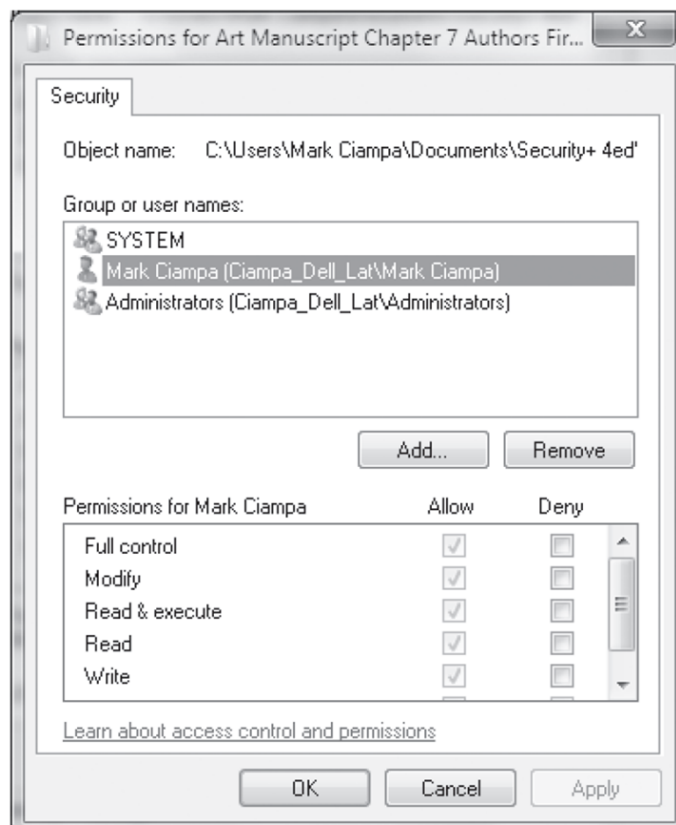 Permissions for Art Manuscript Chapter 7 Authors Fir...
Security
Object name: C:\Users\Mark Ciampa\Documents\Security+ 4ed'
Group or user names:
SYSTEM
Mark Ciampa (Ciampa_Dell_Lat\Mark Ciampa)
Administrators (Ciampa_Dell_Lat\Administrators)
Add... Remove
Permissions for Mark Ciampa Allow Deny
Full control
Modify
Read & execute
Read
Write
Learn about access control and permissions
OK Cancel Apply